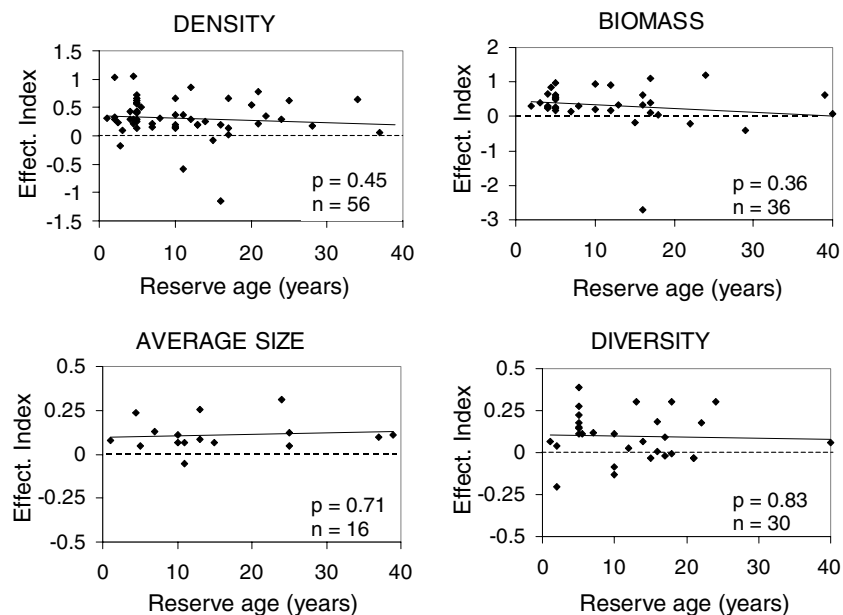 DENSITY
Effect. Index
1.5
1
0.5
0
-0.5
-1
-1.5
p = 0.45
n = 56
0 10 20 30 40
Reserve age (years)
BIOMASS
Effect. Index
2
1
0
-1
-2
-3
p = 0.36
n = 36
0 10 20 30 40
Reserve age (years)
AVERAGE SIZE
Effect. Index
0.5
0.25
0
-0.25
-0.5
p = 0.71
n = 16
0 10 20 30 40
Reserve age (years)
DIVERSITY
Effect. Index
0.5
0.25
0
-0.25
-0.5
p = 0.83
n = 30
0 10 20 30 40
Reserve age (years)